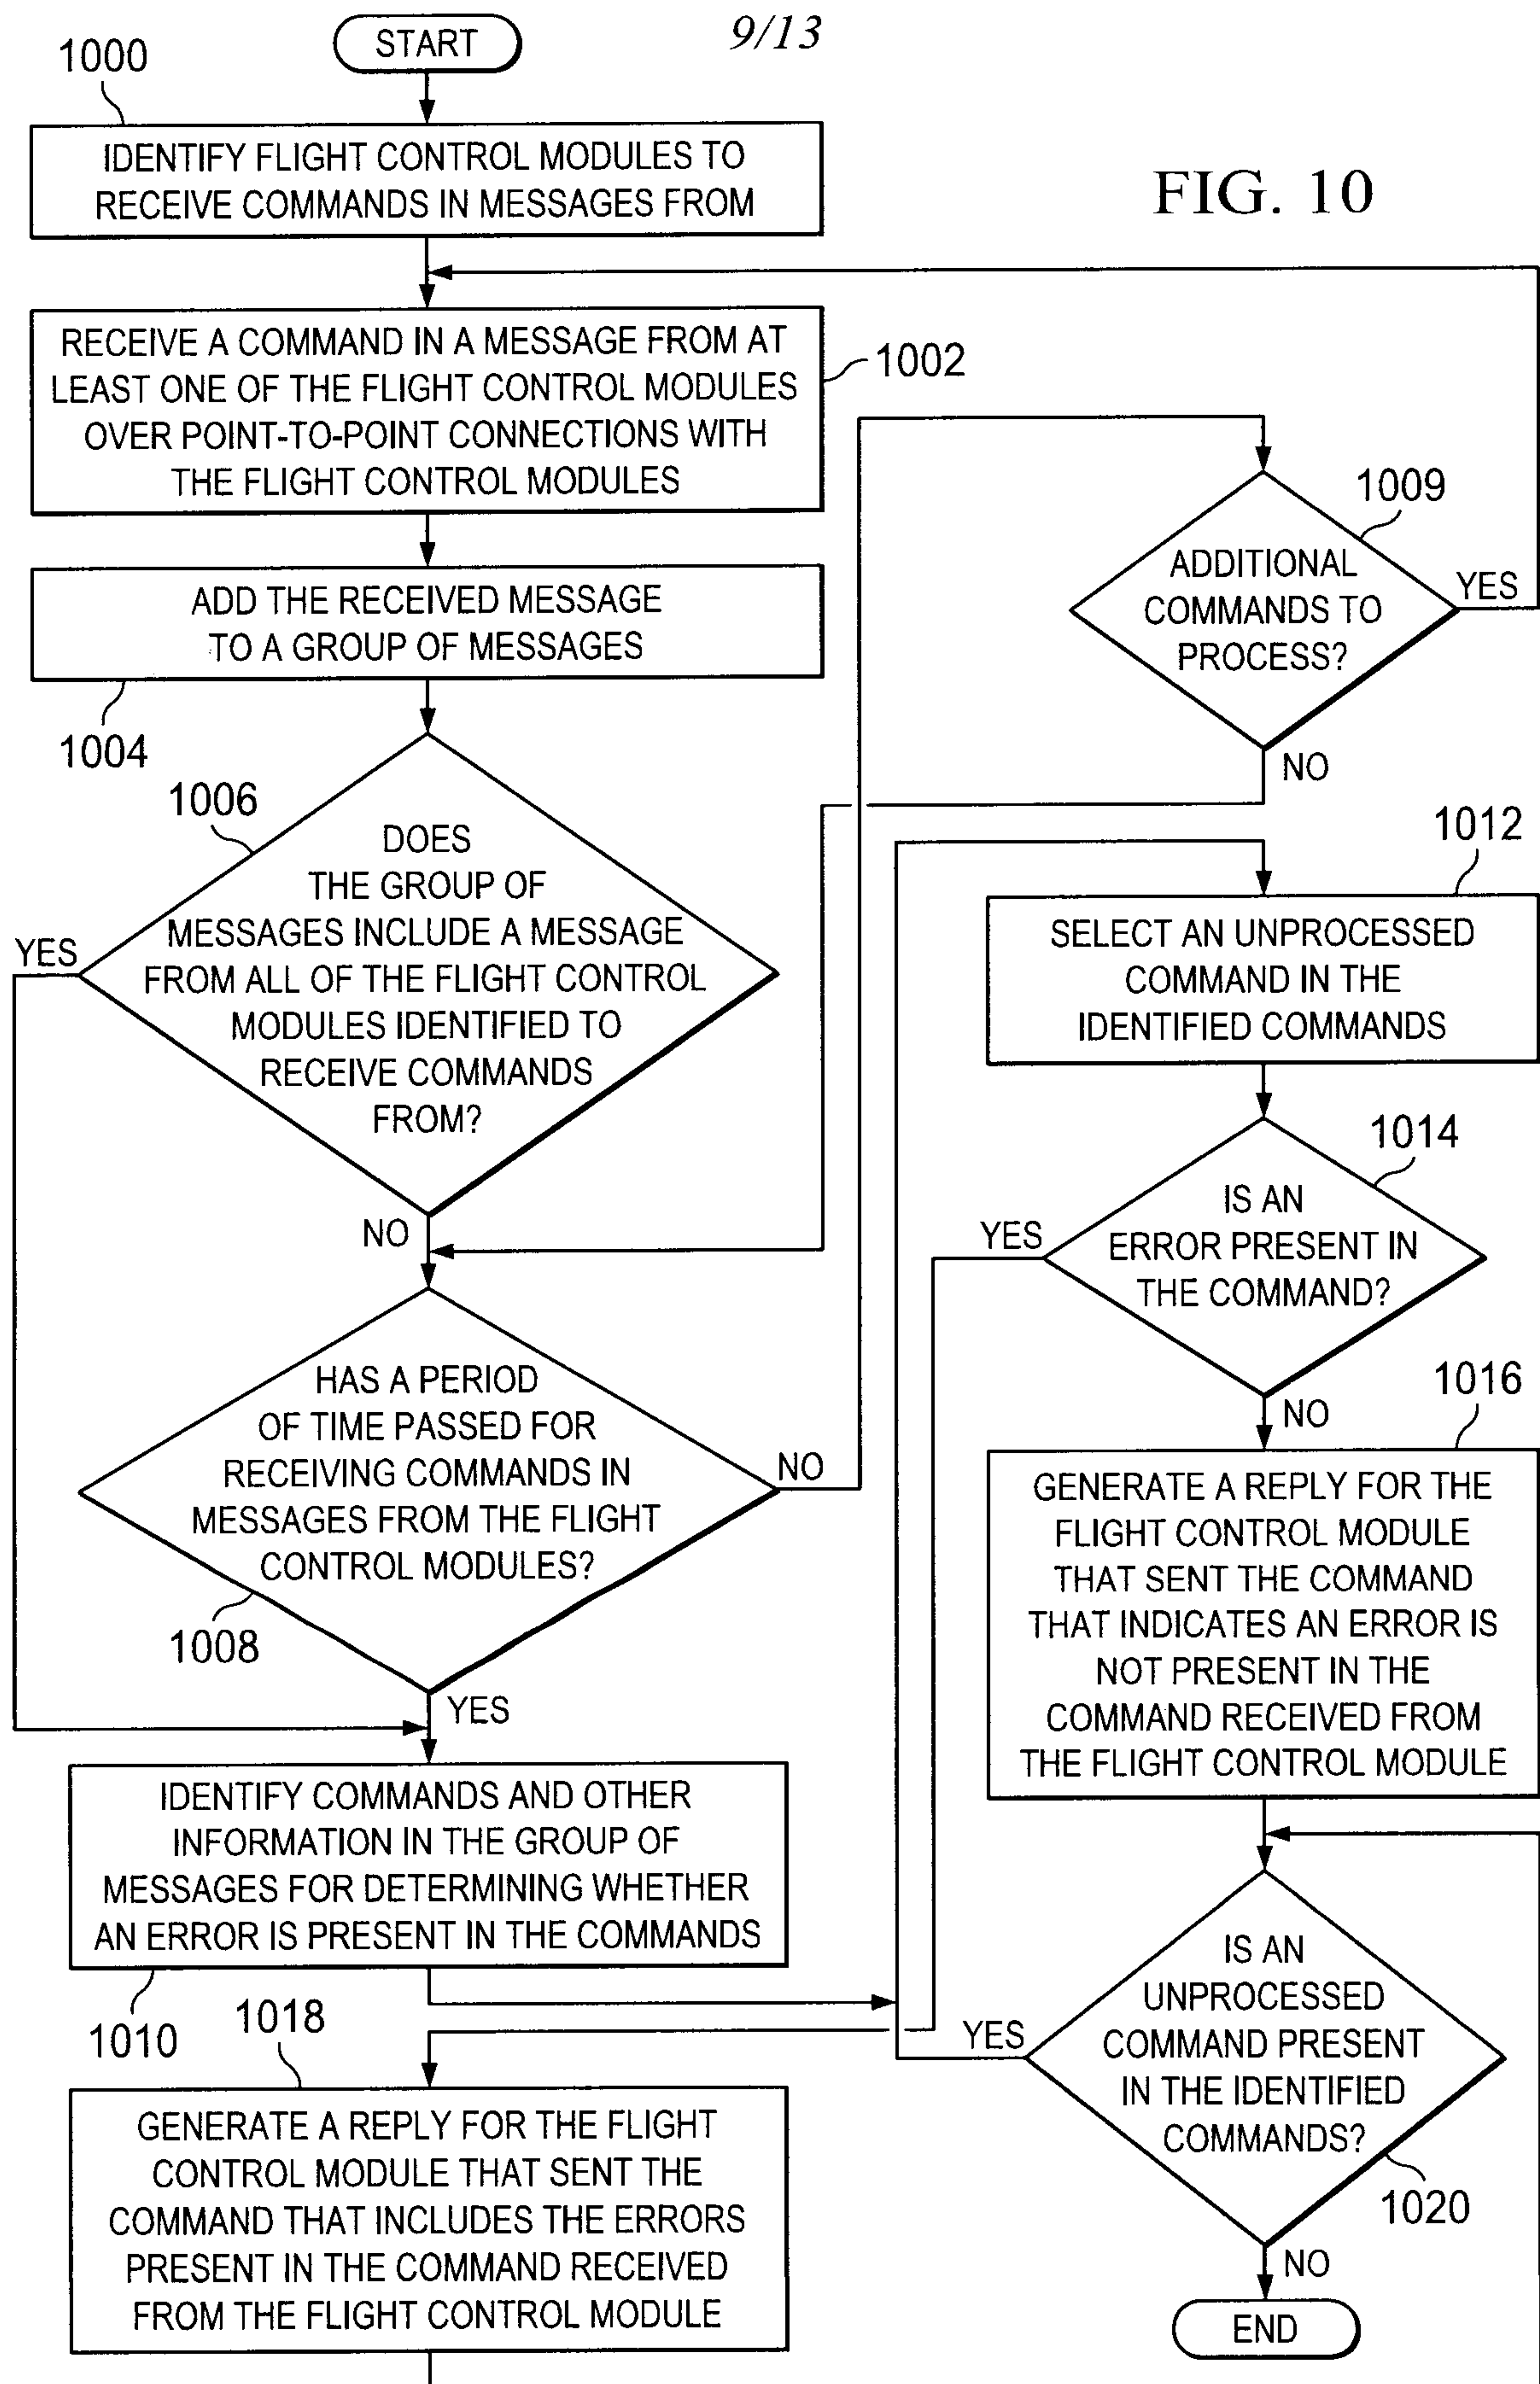 9/13
FIG. 10
START
1000
IDENTIFY FLIGHT CONTROL MODULES TO
RECEIVE COMMANDS IN MESSAGES FROM
RECEIVE A COMMAND IN A MESSAGE FROM AT
LEAST ONE OF THE FLIGHT CONTROL MODULES
OVER POINT-TO-POINT CONNECTIONS WITH
THE FLIGHT CONTROL MODULES
1002
ADD THE RECEIVED MESSAGE
TO A GROUP OF MESSAGES
1004
1006
DOES
THE GROUP OF
MESSAGES INCLUDE A MESSAGE
FROM ALL OF THE FLIGHT CONTROL
MODULES IDENTIFIED TO
RECEIVE COMMANDS
FROM?
YES
NO
HAS A PERIOD
OF TIME PASSED FOR
RECEIVING COMMANDS IN
MESSAGES FROM THE FLIGHT
CONTROL MODULES?
NO
1008
YES
1009
ADDITIONAL
COMMANDS TO
PROCESS?
YES
NO
IDENTIFY COMMANDS AND OTHER
INFORMATION IN THE GROUP OF
MESSAGES FOR DETERMINING WHETHER
AN ERROR IS PRESENT IN THE COMMANDS
1010
1012
SELECT AN UNPROCESSED
COMMAND IN THE
IDENTIFIED COMMANDS
1014
IS AN
ERROR PRESENT IN
THE COMMAND?
YES
NO
1016
GENERATE A REPLY FOR THE
FLIGHT CONTROL MODULE
THAT SENT THE COMMAND
THAT INDICATES AN ERROR IS
NOT PRESENT IN THE
COMMAND RECEIVED FROM
THE FLIGHT CONTROL MODULE
1018
GENERATE A REPLY FOR THE FLIGHT
CONTROL MODULE THAT SENT THE
COMMAND THAT INCLUDES THE ERRORS
PRESENT IN THE COMMAND RECEIVED
FROM THE FLIGHT CONTROL MODULE
IS AN
UNPROCESSED
COMMAND PRESENT
IN THE IDENTIFIED
COMMANDS?
YES
1020
NO
END